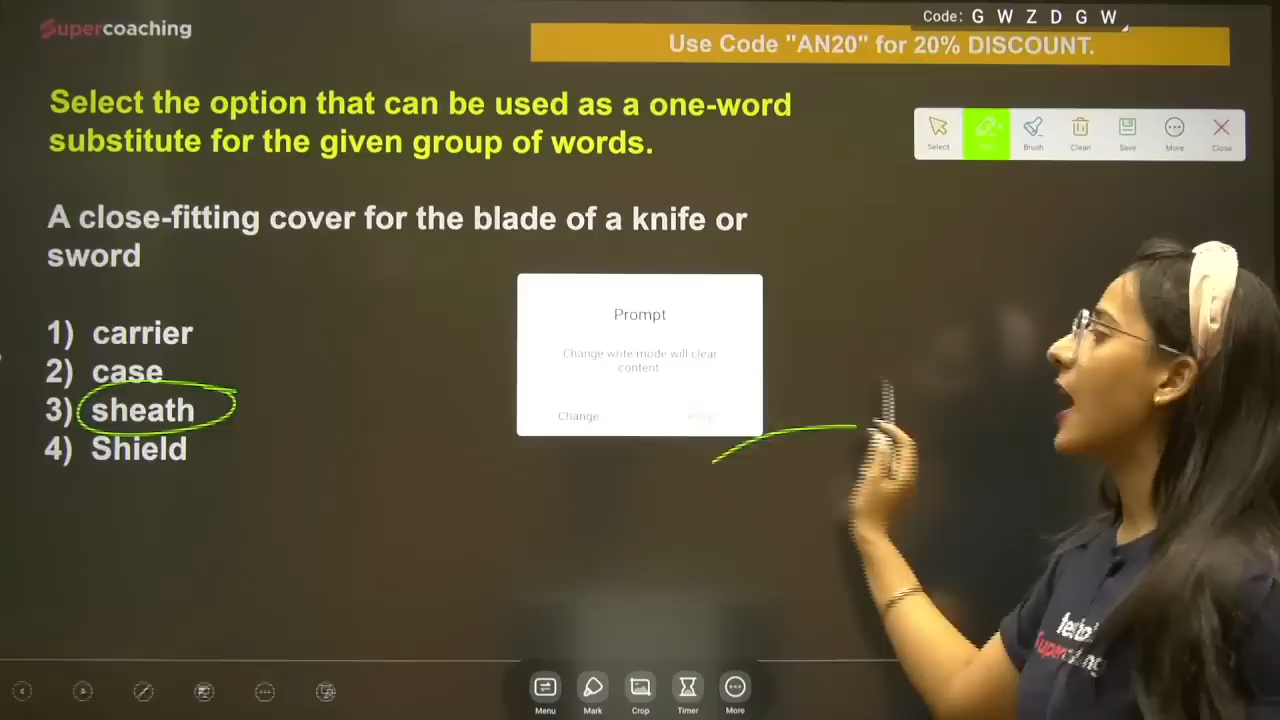 Supercoaching
Code: G W Z D G W
Use Code "AN20" for 20% DISCOUNT.
Select the option that can be used as a one-word
substitute for the given group of words.
Select
Brush
Clean
Save
More
Close
A close-fitting cover for the blade of a knife or
sword
Prompt
Change write mode will clear
content
Change
1) carrier
2) case
3) sheath
4) Shield
Menu
Mark
Crop
Timer
More